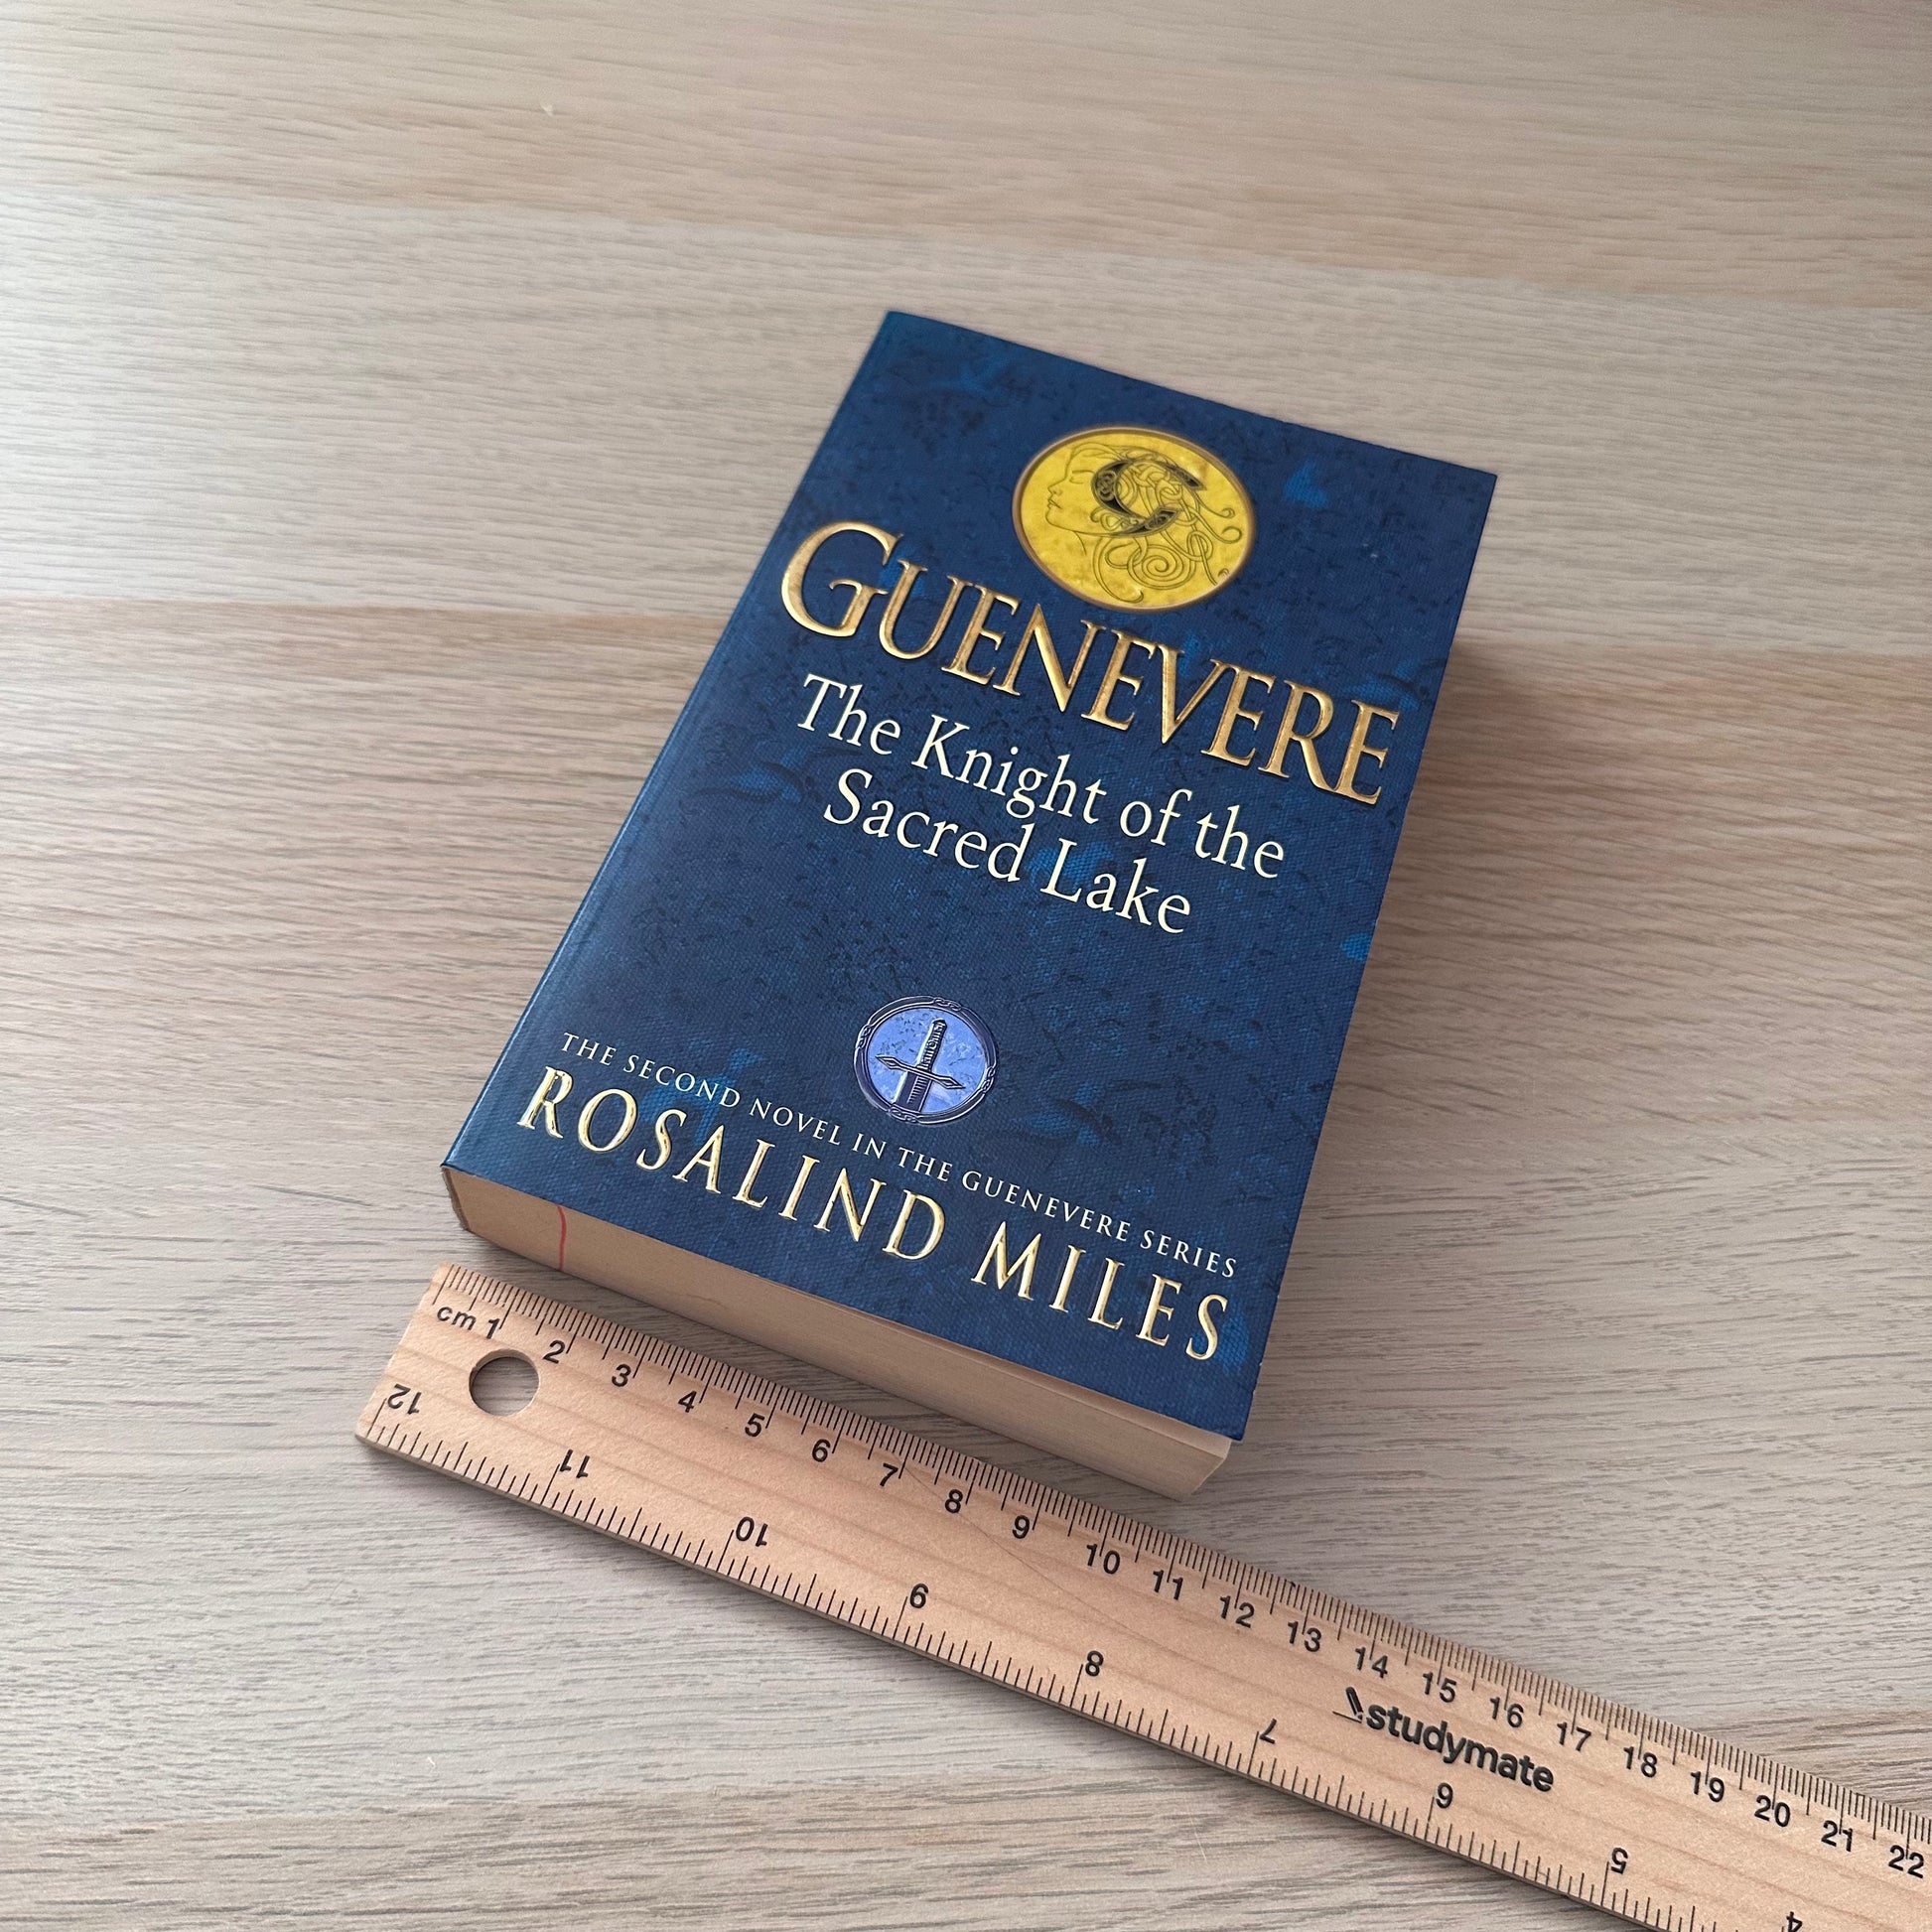 G
GUENEVERE
The Knight of the
Sacred Lake
THE SECOND NOVEL IN THE GUENEVERE SERIES
ROSALIND MILES
cm 1 2 3 4 5 6 7 8 9 10 11 12 13 14 15 16 17 18 19 20 21 22
studymate
12 11 10 9 8 7 6 5 4